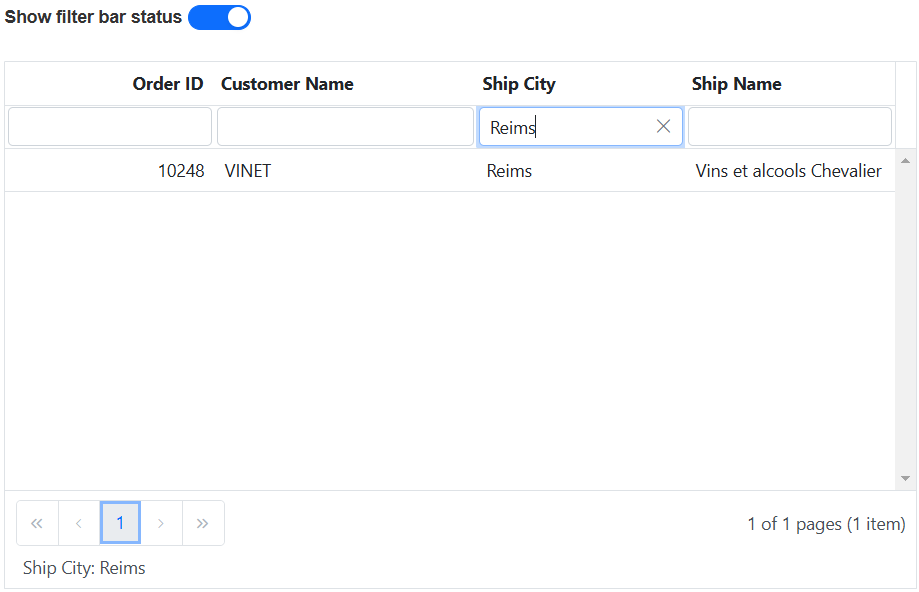 Show filter bar status
Order ID Customer Name Ship City Ship Name
Reims
10248 VINET Reims Vins et alcools Chevalier
« ‹ 1 › » 1 of 1 pages (1 item)
Ship City: Reims